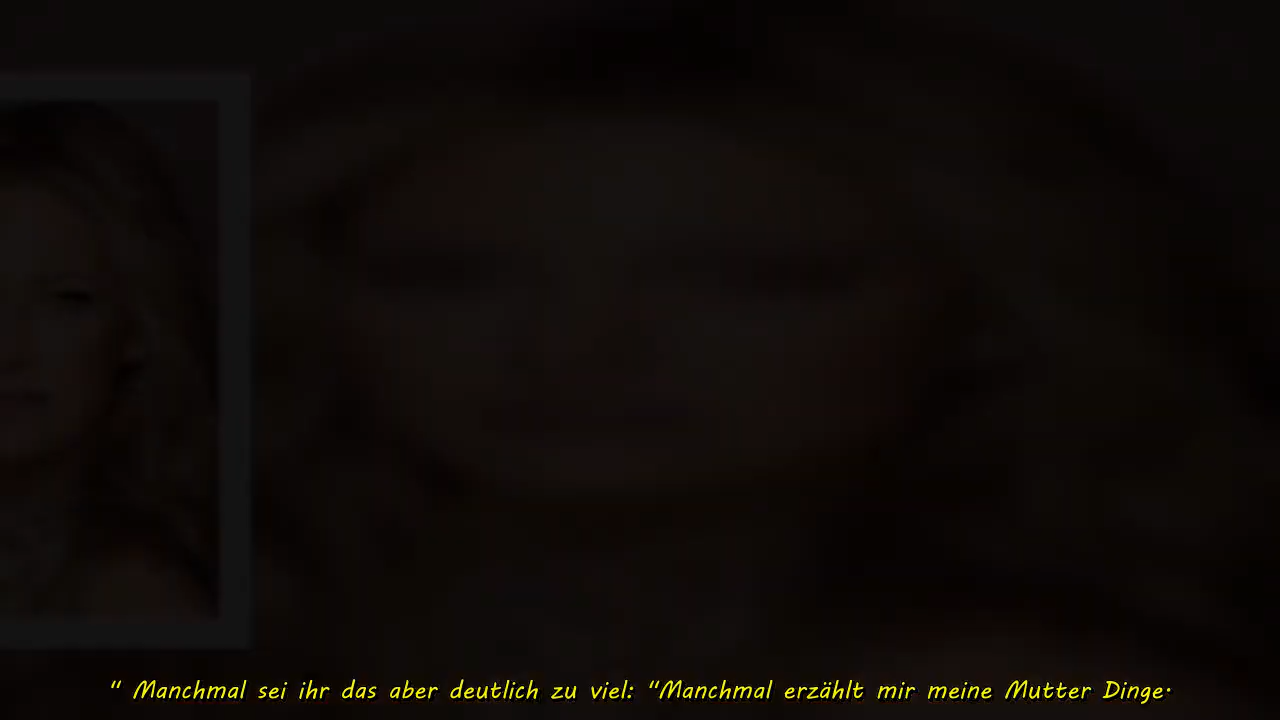 “ Manchmal sei ihr das aber deutlich zu viel: “Manchmal erzählt mir meine Mutter Dinge·